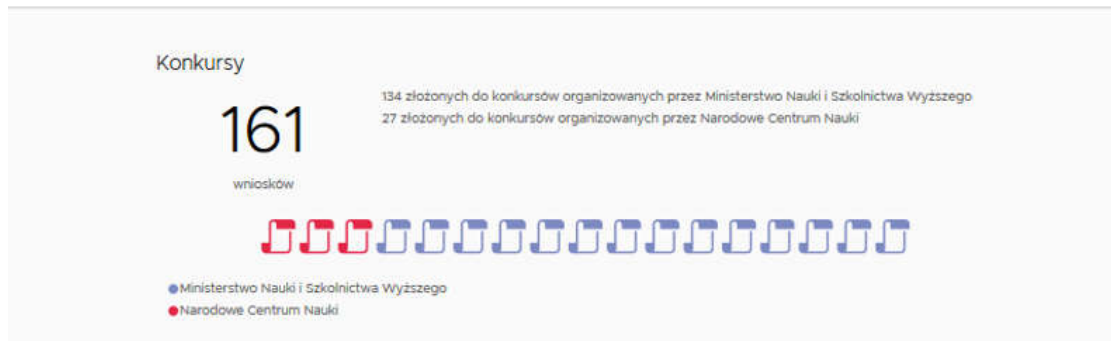 Konkursy
161
wniosków
134 złożonych do konkursów organizowanych przez Ministerstwo Nauki i Szkolnictwa Wyższego
27 złożonych do konkursów organizowanych przez Narodowe Centrum Nauki
Ministerstwo Nauki i Szkolnictwa Wyższego
Narodowe Centrum Nauki